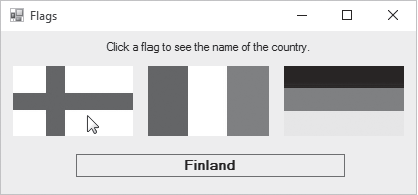 Flags
Click a flag to see the name of the country.
Finland